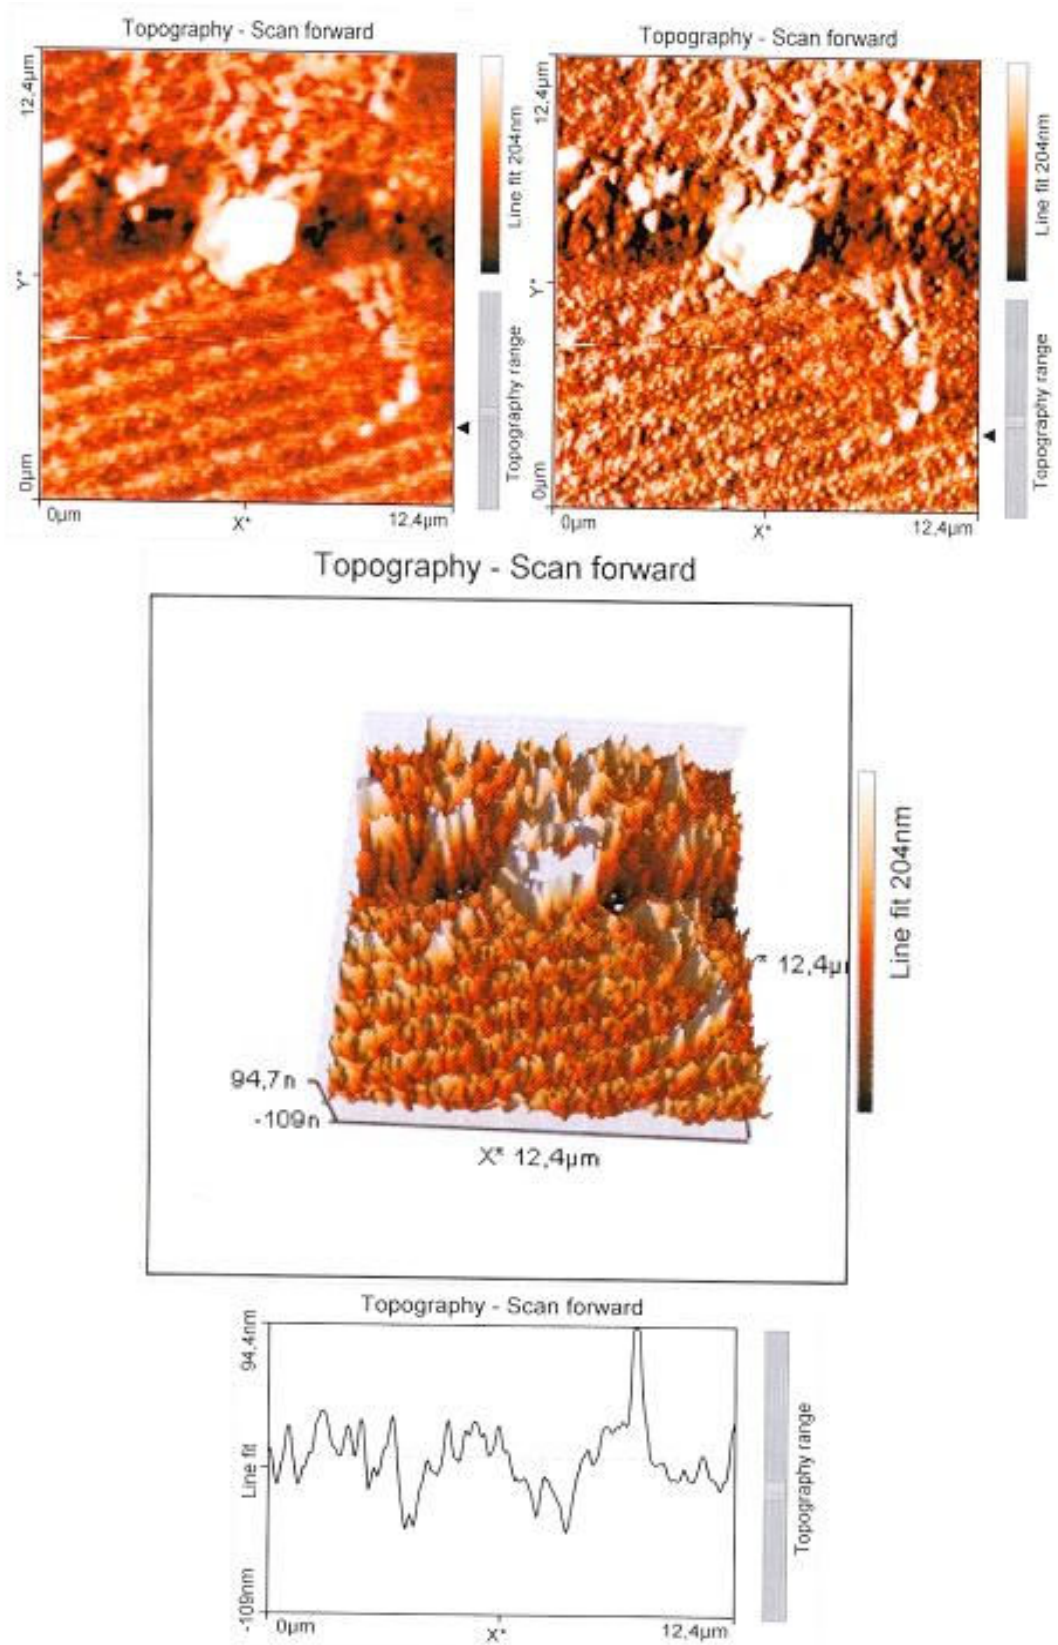 Topography - Scan forward
12,4µm
Y*
0µm
0µm
X*
12,4µm
Line fit 204nm
Topography range
Topography - Scan forward
12,4µm
Y*
0µm
0µm
X*
12,4µm
Line fit 204nm
Topography range
Topography - Scan forward
94,7n
-109n
X* 12,4µm
* 12,4µ
Line fit 204nm
Topography - Scan forward
94,4nm
Line fit
-109nm
0µm
X*
12,4µm
Topography range